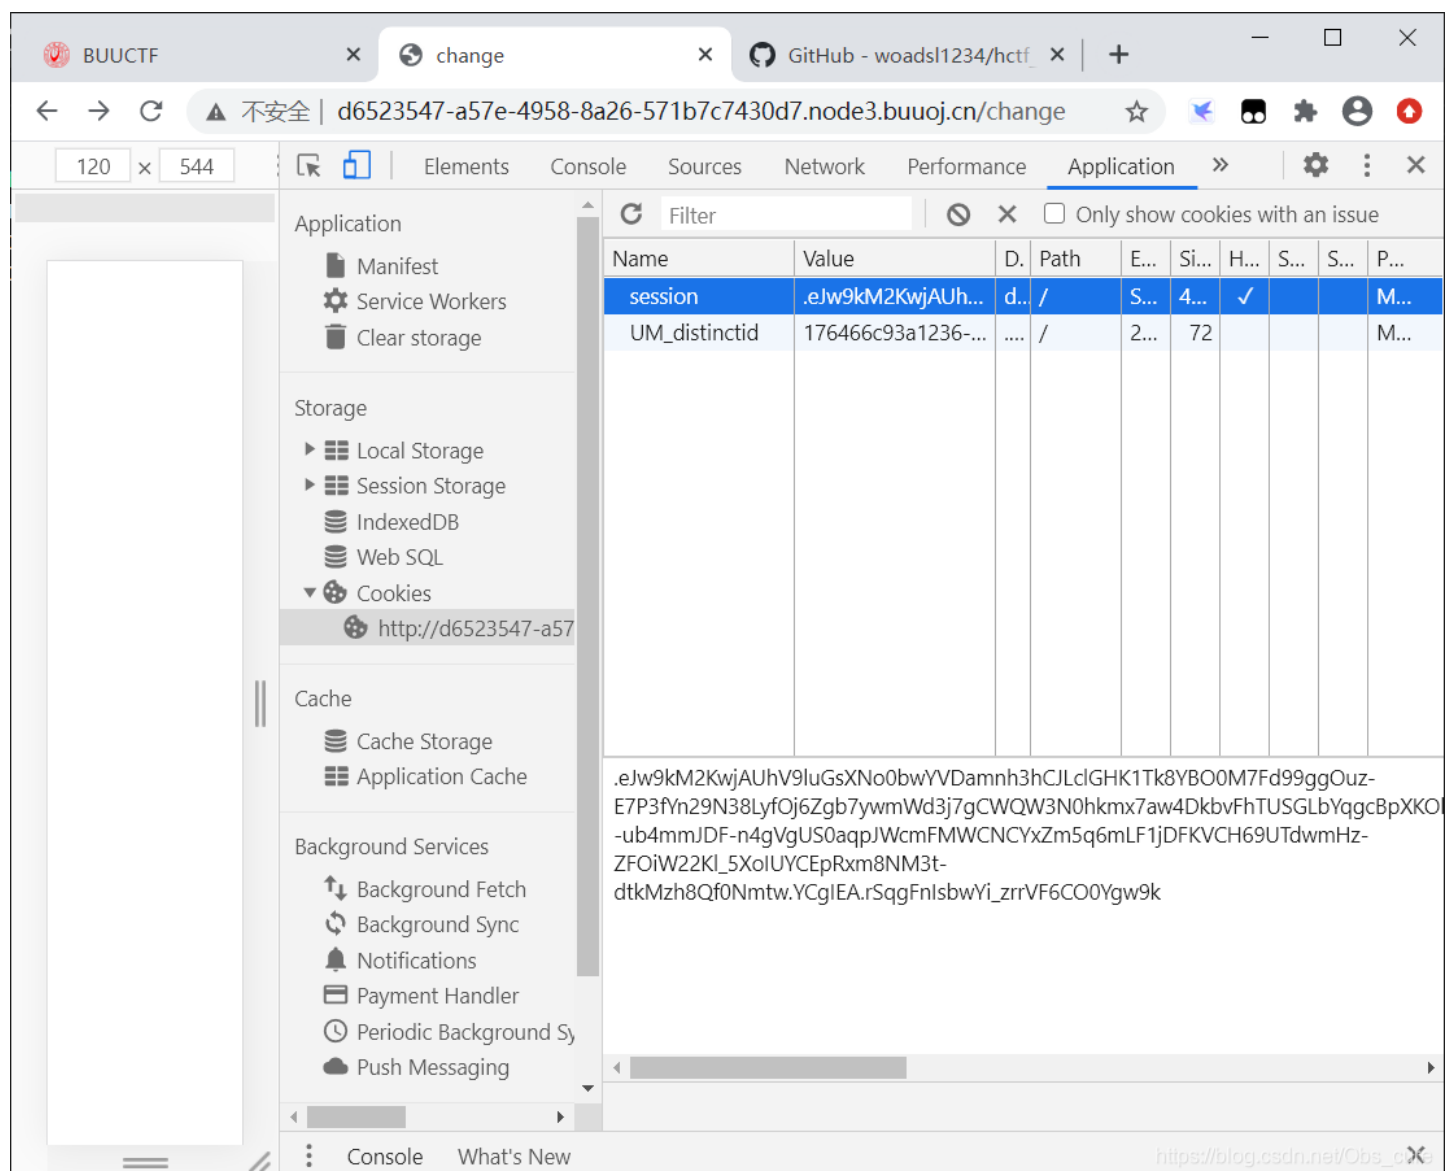 BUUCTF
change
GitHub - woadsl1234/hctf_
不安全 | d6523547-a57e-4958-8a26-571b7c7430d7.node3.buuoj.cn/change
120 × 544
Elements Console Sources Network Performance Application »
Filter Only show cookies with an issue
Name Value D. Path E... Si... H... S... S... P...
session .eJw9kM2KwjAUh... d... / S... 4... ✓ M...
UM_distinctid 176466c93a1236-... .... / 2... 72 M...
Application
Manifest
Service Workers
Clear storage
Storage
Local Storage
Session Storage
IndexedDB
Web SQL
Cookies
http://d6523547-a57
Cache
Cache Storage
Application Cache
Background Services
Background Fetch
Background Sync
Notifications
Payment Handler
Periodic Background Sy
Push Messaging
.eJw9kM2KwjAUhV9luGsXNo0bwYVDamnh3hCJLclGHK1Tk8YBO0M7Fd99ggOuz-
E7P3fYn29N38LyfOj6Zgb7ywmWd3j7gCWQW3N0hkmx7aw4DkbvFhTUSGLbYqgcBpXKOl
-ub4mmJDF-n4gVgUS0aqpJWcmFMWCNCYxZm5q6mLF1jDFKVCH69UTdwmHz-
ZFOiW22Kl_5XoIUYCEpRxm8NM3t-
dtkMzh8Qf0Nmtw.YCgIEA.rSqgFnIsbwYi_zrrVF6CO0Ygw9k
Console What's New